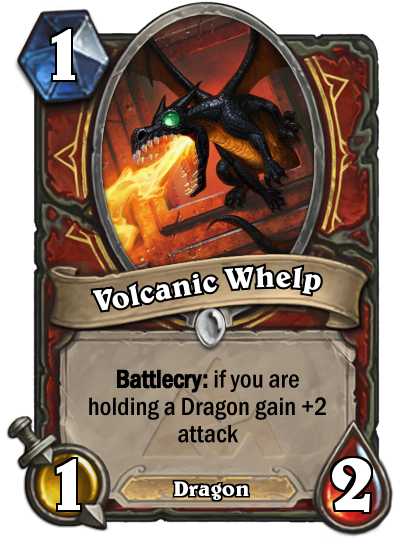 1
Volcanic Whelp
Battlecry: if you are
holding a Dragon gain +2
attack
1
Dragon
2